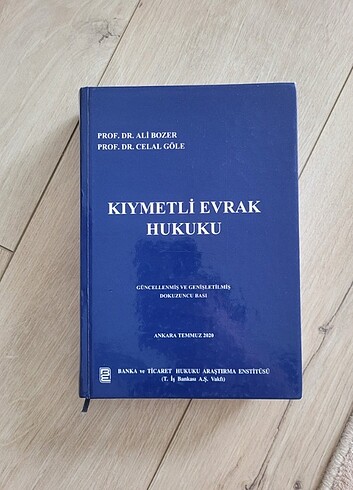 PROF. DR. ALİ BOZER
PROF. DR. CELAL GÖLE
KIYMETLİ EVRAK
HUKUKU
GÜNCELLENMİŞ VE GENİŞLETİLMİŞ
DOKUZUNCU BASI
ANKARA TEMMUZ 2020
BANKA ve TİCARET HUKUKU ARAŞTIRMA ENSTİTÜSÜ
(T. İş Bankası A.Ş. Vakfı)